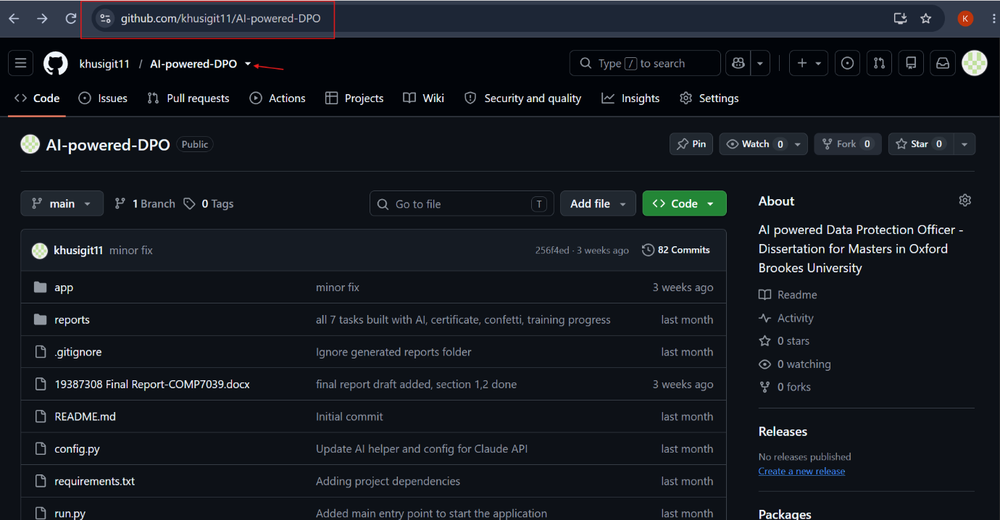 github.com/khusigit11/AI-powered-DPO
K
khusigit11 / AI-powered-DPO
Type / to search
Code Issues Pull requests Actions Projects Wiki Security and quality Insights Settings
AI-powered-DPO Public
Pin Watch 0 Fork 0 Star 0
main 1 Branch 0 Tags Go to file T Add file Code
khusigit11 minor fix 256f4ed · 3 weeks ago 82 Commits
app minor fix 3 weeks ago
reports all 7 tasks built with AI, certificate, confetti, training progress last month
.gitignore Ignore generated reports folder last month
19387308 Final Report-COMP7039.docx final report draft added, section 1,2 done 3 weeks ago
README.md Initial commit last month
config.py Update AI helper and config for Claude API last month
requirements.txt Adding project dependencies last month
run.py Added main entry point to start the application last month
About
AI powered Data Protection Officer -
Dissertation for Masters in Oxford
Brookes University
Readme
Activity
0 stars
0 watching
0 forks
Releases
No releases published
Create a new release
Packages